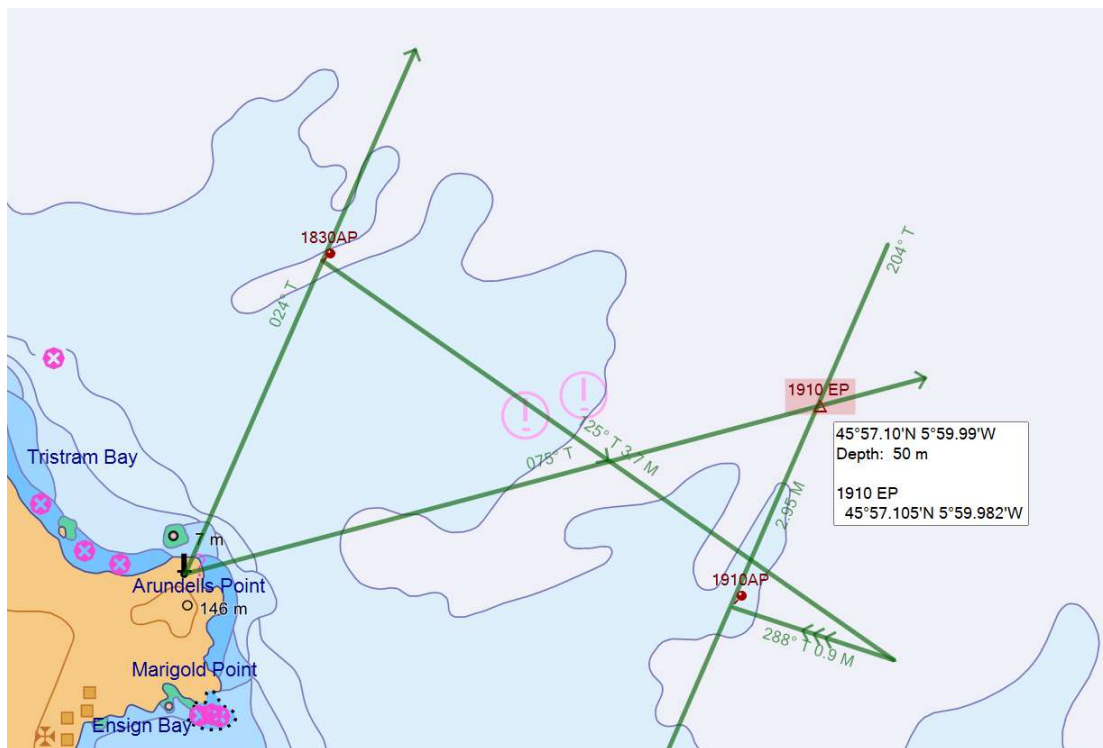 1830AP
024° T
204° T
1910 EP
45°57.10'N 5°59.99'W
Depth: 50 m
1910 EP
45°57.105'N 5°59.982'W
125° T 3.7 M
075° T
Tristram Bay
2.95 M
7 m
1910AP
Arundells Point
146 m
288° T 0.9 M
Marigold Point
Ensign Bay